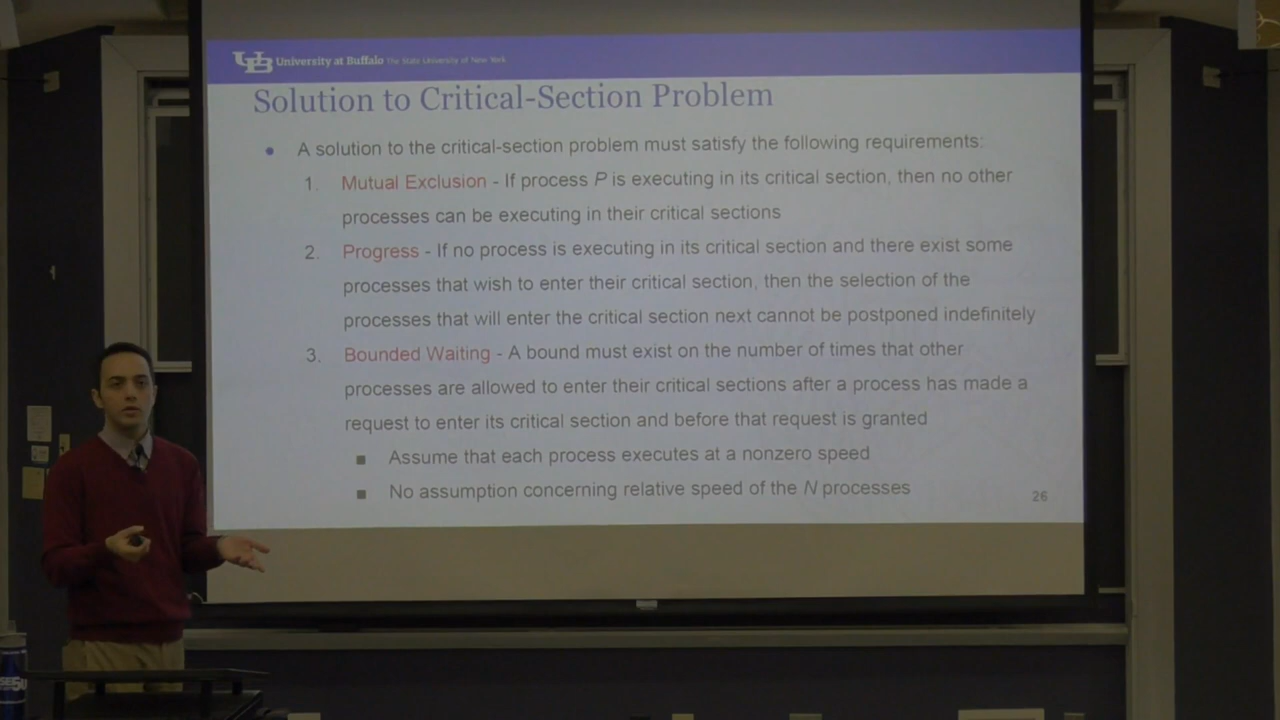 University at Buffalo The State University of New York
Solution to Critical-Section Problem
• A solution to the critical-section problem must satisfy the following requirements:
1. Mutual Exclusion - If process P is executing in its critical section, then no other
processes can be executing in their critical sections
2. Progress - If no process is executing in its critical section and there exist some
processes that wish to enter their critical section, then the selection of the
processes that will enter the critical section next cannot be postponed indefinitely
3. Bounded Waiting - A bound must exist on the number of times that other
processes are allowed to enter their critical sections after a process has made a
request to enter its critical section and before that request is granted
■ Assume that each process executes at a nonzero speed
■ No assumption concerning relative speed of the N processes
26